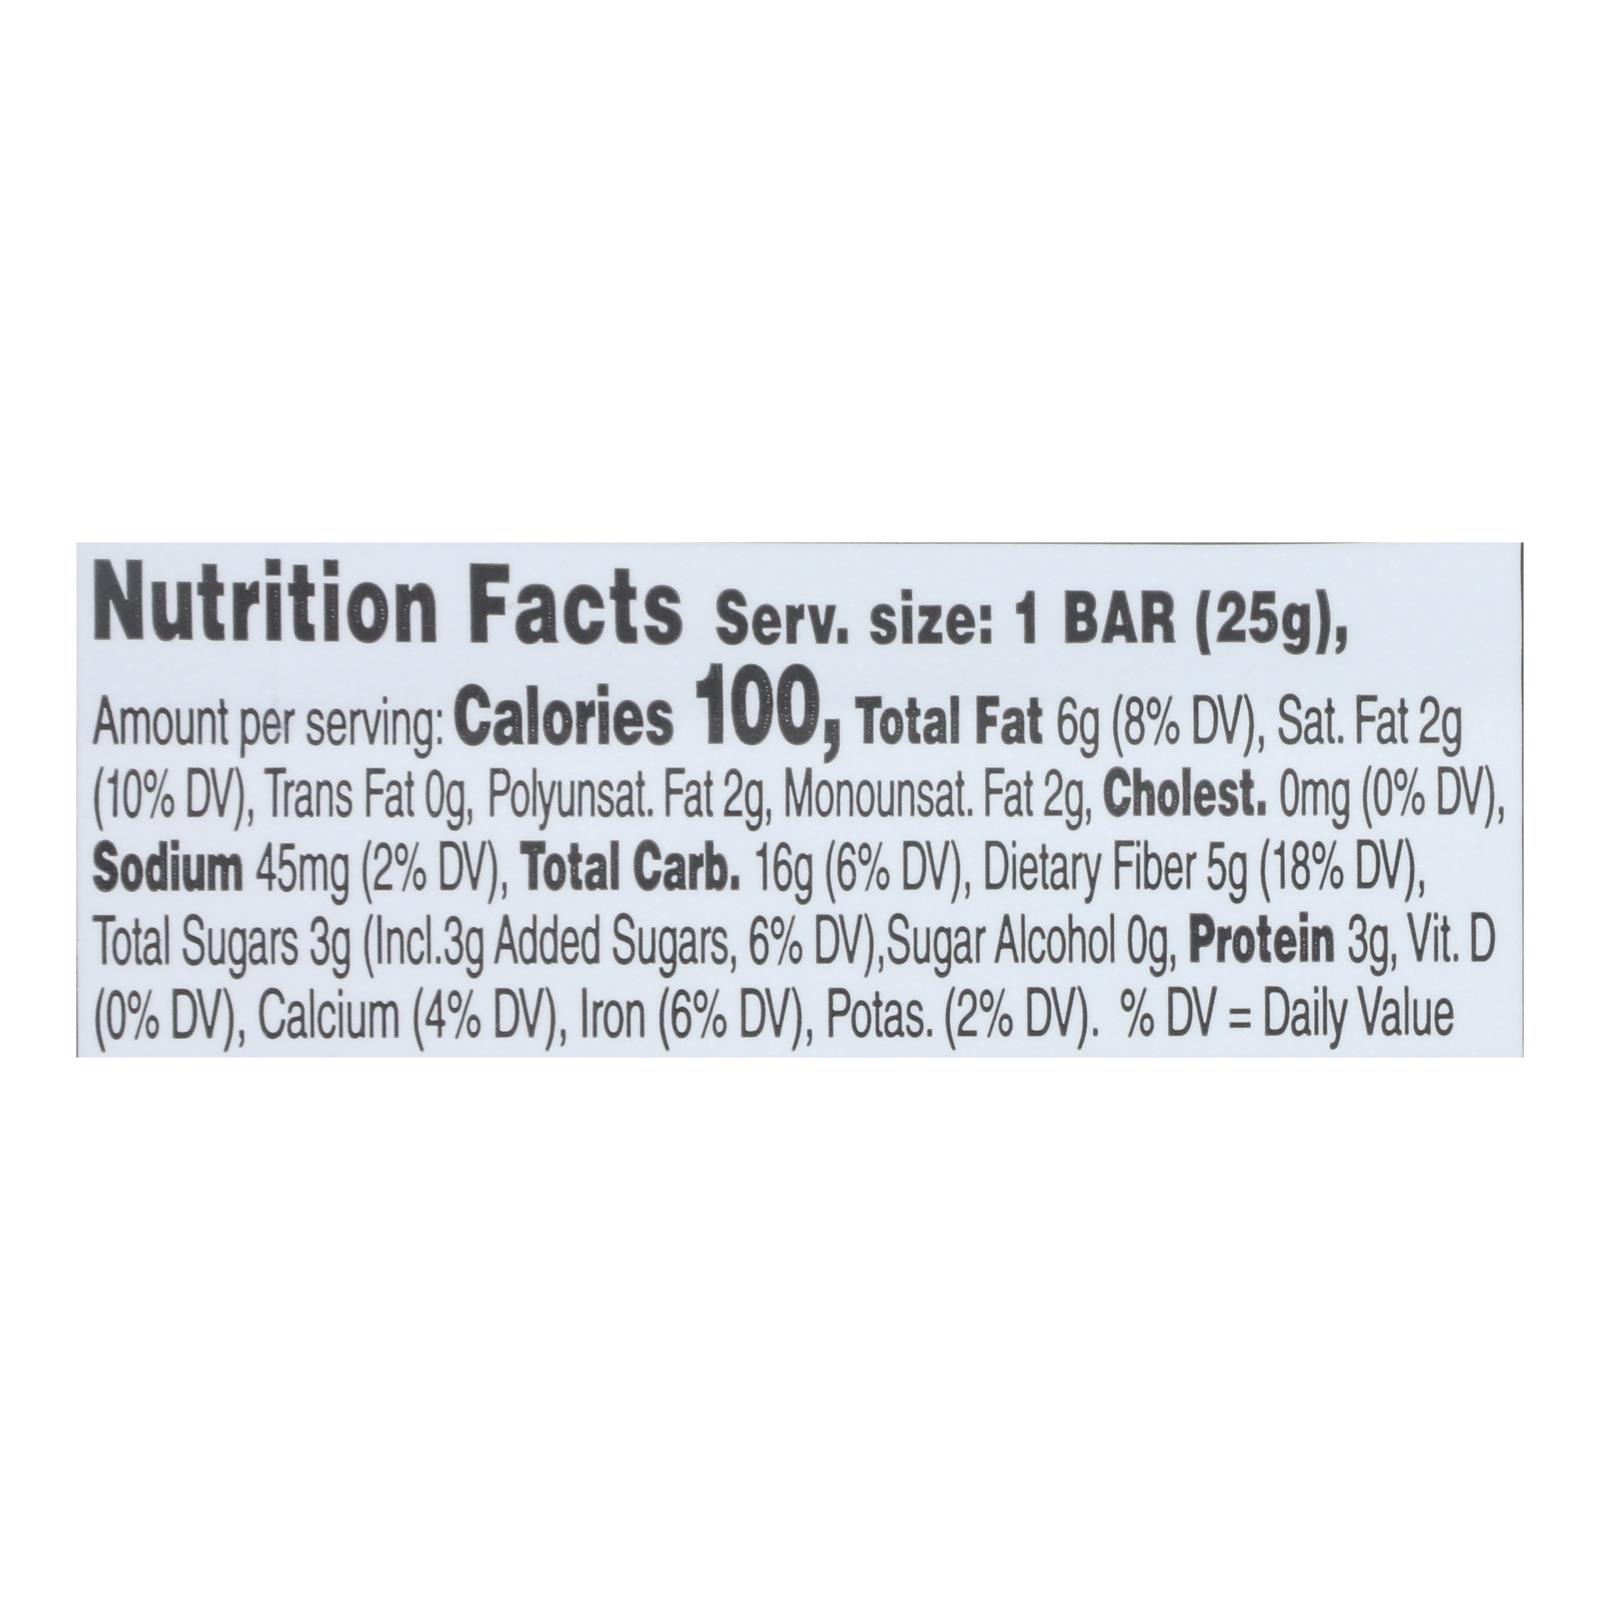 Nutrition Facts Serv. size: 1 BAR (25g),
Amount per serving: Calories 100, Total Fat 6g (8% DV), Sat. Fat 2g
(10% DV), Trans Fat 0g, Polyunsat. Fat 2g, Monounsat. Fat 2g, Cholest. 0mg (0% DV),
Sodium 45mg (2% DV), Total Carb. 16g (6% DV), Dietary Fiber 5g (18% DV),
Total Sugars 3g (Incl.3g Added Sugars, 6% DV),Sugar Alcohol 0g, Protein 3g, Vit. D
(0% DV), Calcium (4% DV), Iron (6% DV), Potas. (2% DV). % DV = Daily Value